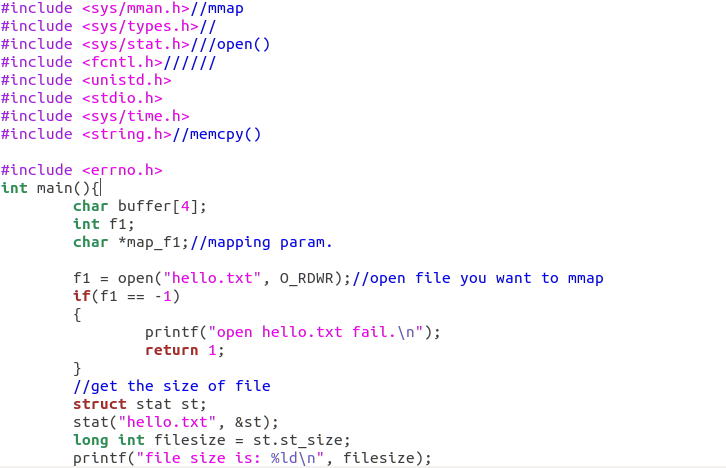 #include <sys/mman.h>//mmap
#include <sys/types.h>//
#include <sys/stat.h>///open()
#include <fcntl.h>//////
#include <unistd.h>
#include <stdio.h>
#include <sys/time.h>
#include <string.h>//memcpy()
#include <errno.h>
int main(){
char buffer[4];
int f1;
char *map_f1;//mapping param.
f1 = open("hello.txt", O_RDWR);//open file you want to mmap
if(f1 == -1)
{
printf("open hello.txt fail.\n");
return 1;
}
//get the size of file
struct stat st;
stat("hello.txt", &st);
long int filesize = st.st_size;
printf("file size is: %ld\n", filesize);